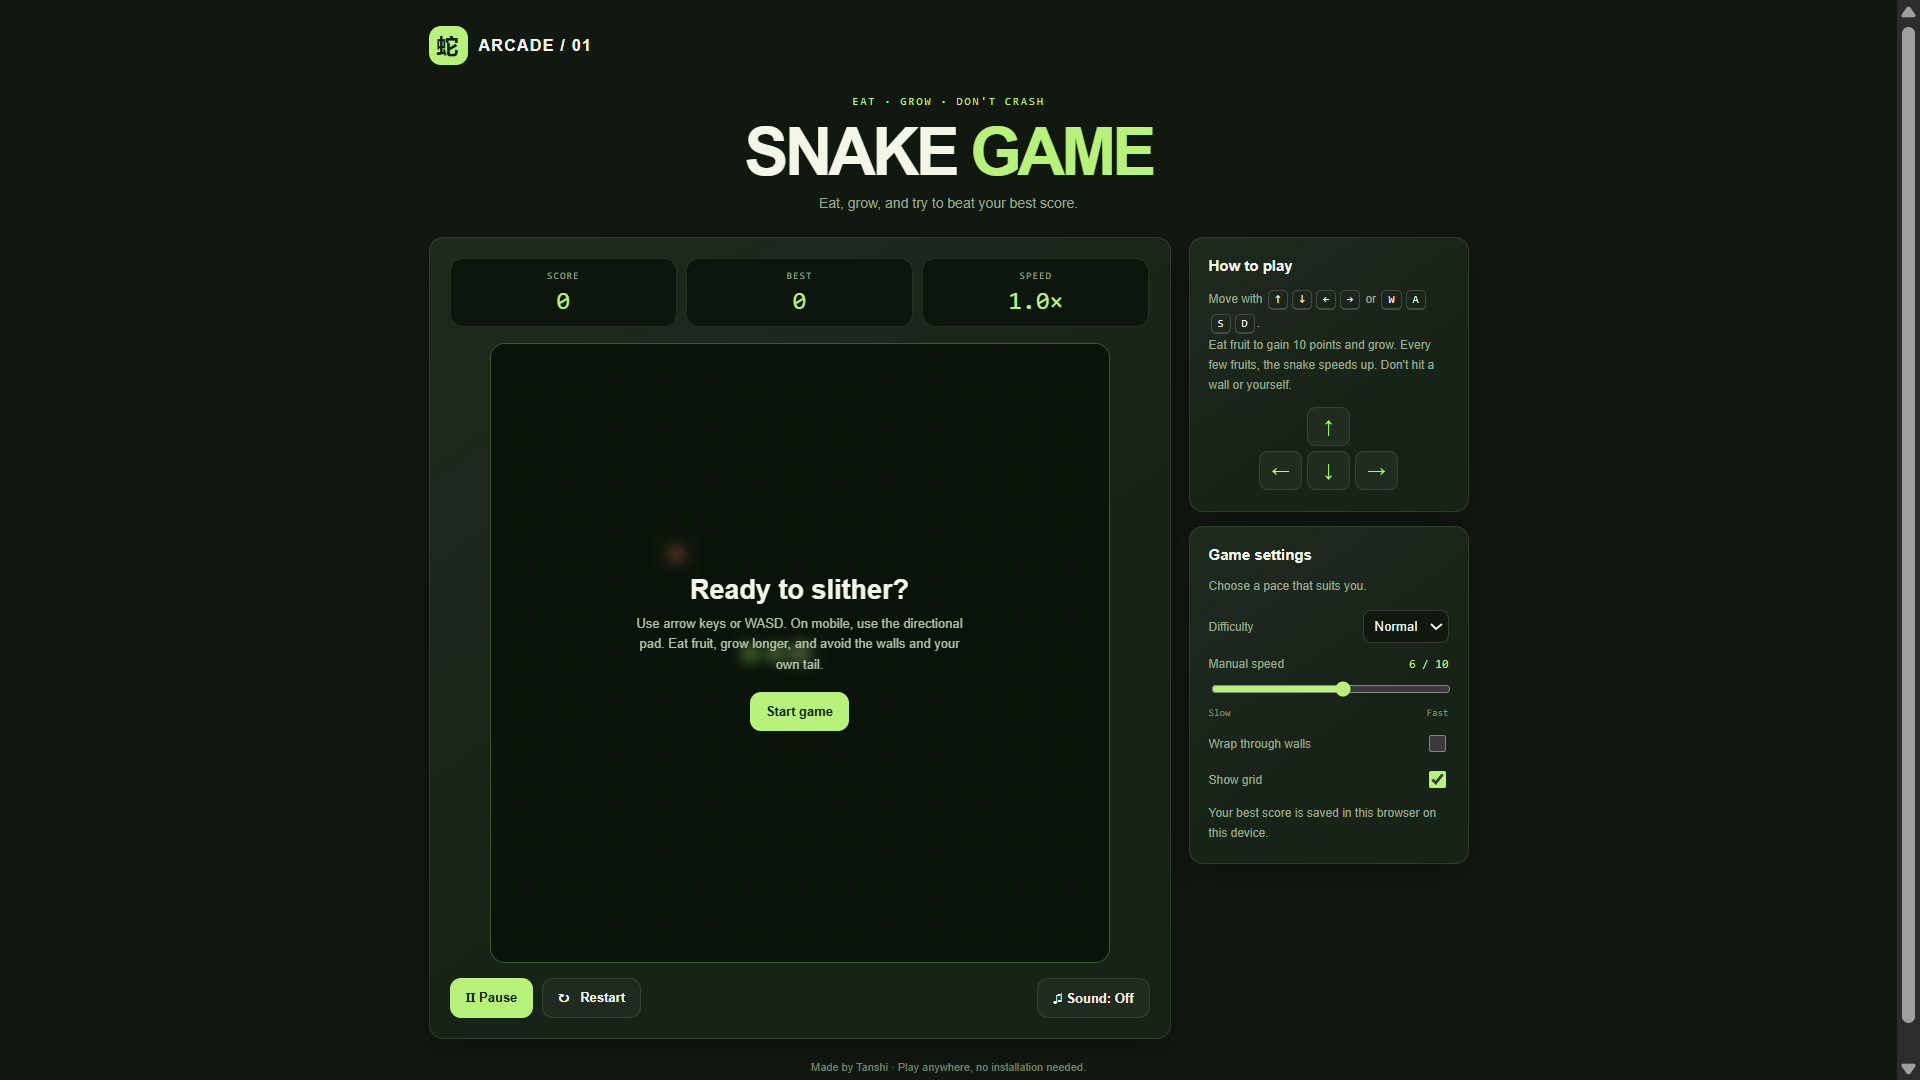 蛇 ARCADE / 01
EAT · GROW · DON'T CRASH
SNAKE GAME
Eat, grow, and try to beat your best score.
SCORE
0
BEST
0
SPEED
1.0×
Ready to slither?
Use arrow keys or WASD. On mobile, use the directional
pad. Eat fruit, grow longer, and avoid the walls and your
own tail.
Start game
Pause
↻ Restart
♫ Sound: Off
How to play
Move with ↑ ↓ ← → or W A
S D .
Eat fruit to gain 10 points and grow. Every
few fruits, the snake speeds up. Don't hit a
wall or yourself.
↑
← ↓ →
Game settings
Choose a pace that suits you.
Difficulty Normal
Manual speed 6 / 10
Slow Fast
Wrap through walls
Show grid
Your best score is saved in this browser on
this device.
Made by Tanshi · Play anywhere, no installation needed.